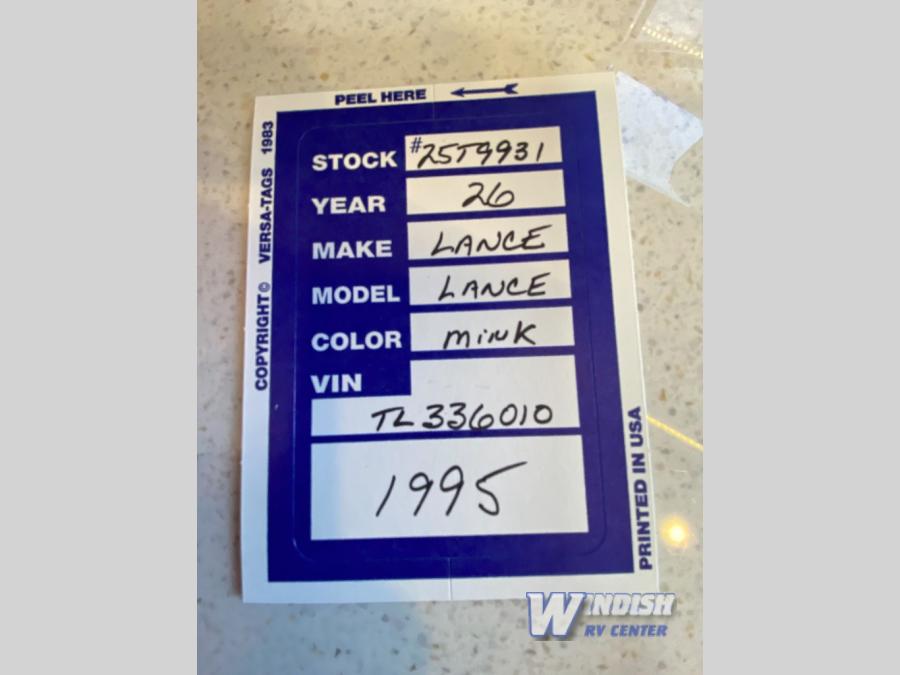 PEEL HERE
COPYRIGHT© VERSA-TAGS 1983
STOCK #25T9931
YEAR 26
MAKE LANCE
MODEL LANCE
COLOR MINK
VIN
TL336010
1995
PRINTED IN USA
WINDISH
RV CENTER